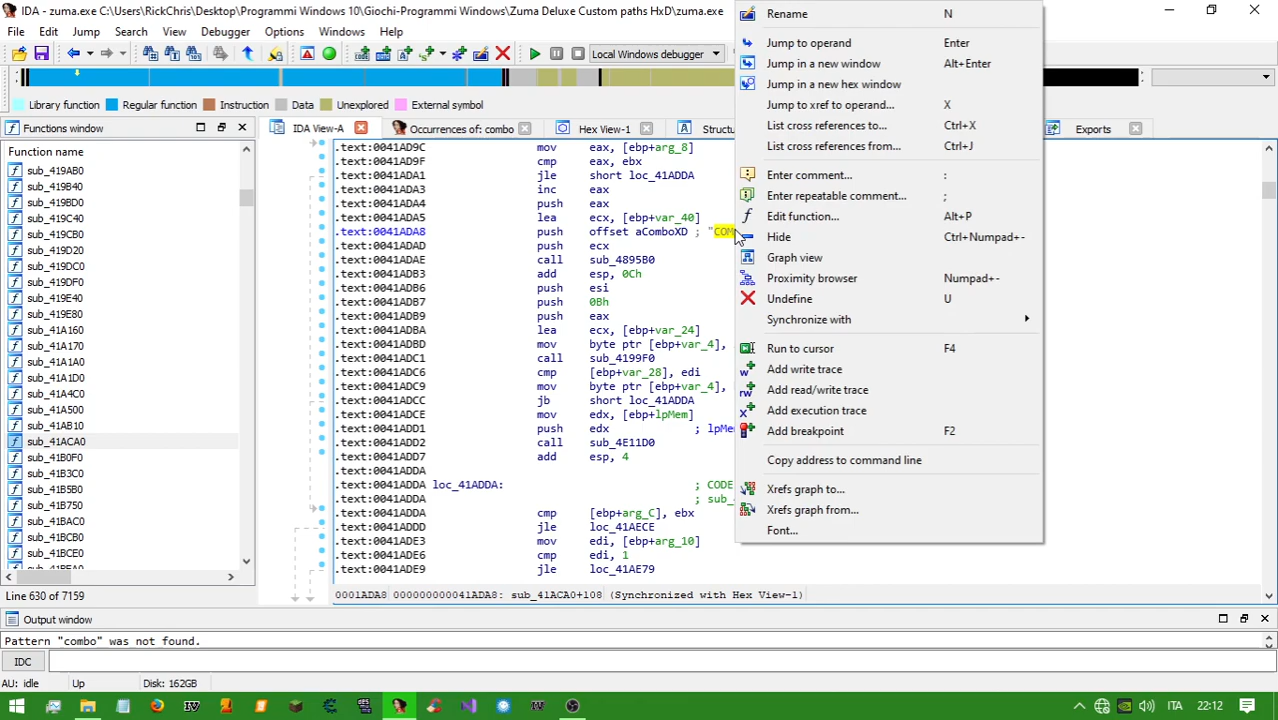 IDA - zuma.exe C:\Users\RickChris\Desktop\Programmi Windows 10\Giochi-Programmi Windows\Zuma Deluxe Custom paths HxD\zuma.exe
File Edit Jump Search View Debugger Options Windows Help
Local Windows debugger
Library function Regular function Instruction Data Unexplored External symbol
Functions window
IDA View-A Occurrences of: combo Hex View-1 Structu Exports
Function name
sub_419AB0
sub_419B40
sub_419BD0
sub_419C40
sub_419CB0
sub_419D20
sub_419DC0
sub_419DF0
sub_419E40
sub_419E80
sub_41A160
sub_41A170
sub_41A1A0
sub_41A1D0
sub_41A4C0
sub_41A500
sub_41AB10
sub_41ACA0
sub_41B0F0
sub_41B3C0
sub_41B5B0
sub_41B750
sub_41BAC0
sub_41BCB0
sub_41BCE0
Line 630 of 7159
.text:0041AD9C mov eax, [ebp+arg_8]
.text:0041AD9F cmp eax, ebx
.text:0041ADA1 jle short loc_41ADDA
.text:0041ADA3 inc eax
.text:0041ADA4 push eax
.text:0041ADA5 lea ecx, [ebp+var_40]
.text:0041ADA8 push offset aComboXD ; "COM
.text:0041ADAD push ecx
.text:0041ADAE call sub_4895B0
.text:0041ADB3 add esp, 0Ch
.text:0041ADB6 push esi
.text:0041ADB7 push 0Bh
.text:0041ADB9 push eax
.text:0041ADBA lea ecx, [ebp+var_24]
.text:0041ADBD mov byte ptr [ebp+var_4],
.text:0041ADC1 call sub_4199F0
.text:0041ADC6 cmp [ebp+var_28], edi
.text:0041ADC9 mov byte ptr [ebp+var_4],
.text:0041ADCC jb short loc_41ADDA
.text:0041ADCE mov edx, [ebp+lpMem]
.text:0041ADD1 push edx ; lpMe
.text:0041ADD2 call sub_4E11D0
.text:0041ADD7 add esp, 4
.text:0041ADDA
.text:0041ADDA loc_41ADDA: ; CODE
.text:0041ADDA ; sub_4
.text:0041ADDA cmp [ebp+arg_C], ebx
.text:0041ADDD jle loc_41AECE
.text:0041ADE3 mov edi, [ebp+arg_10]
.text:0041ADE6 cmp edi, 1
.text:0041ADE9 jle loc_41AE79
0001ADA8 000000000041ADA8: sub_41ACA0+108 (Synchronized with Hex View-1)
Rename N
Jump to operand Enter
Jump in a new window Alt+Enter
Jump in a new hex window
Jump to xref to operand... X
List cross references to... Ctrl+X
List cross references from... Ctrl+J
Enter comment... :
Enter repeatable comment... ;
Edit function... Alt+P
Hide Ctrl+Numpad+-
Graph view
Proximity browser Numpad+-
Undefine U
Synchronize with
Run to cursor F4
Add write trace
Add read/write trace
Add execution trace
Add breakpoint F2
Copy address to command line
Xrefs graph to...
Xrefs graph from...
Font...
Output window
Pattern "combo" was not found.
IDC
AU: idle Up Disk: 162GB
ITA 22:12